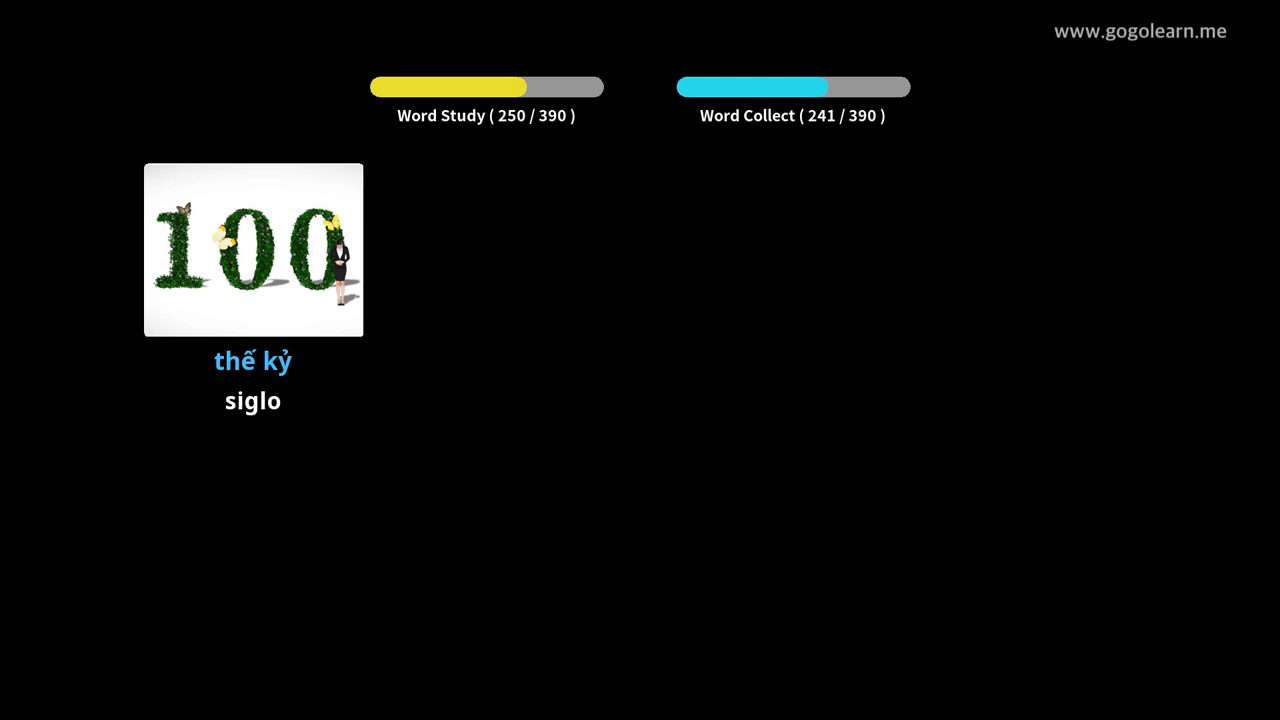 www.gogolearn.me
Word Study ( 250 / 390 )
Word Collect ( 241 / 390 )
100
thế kỷ
siglo